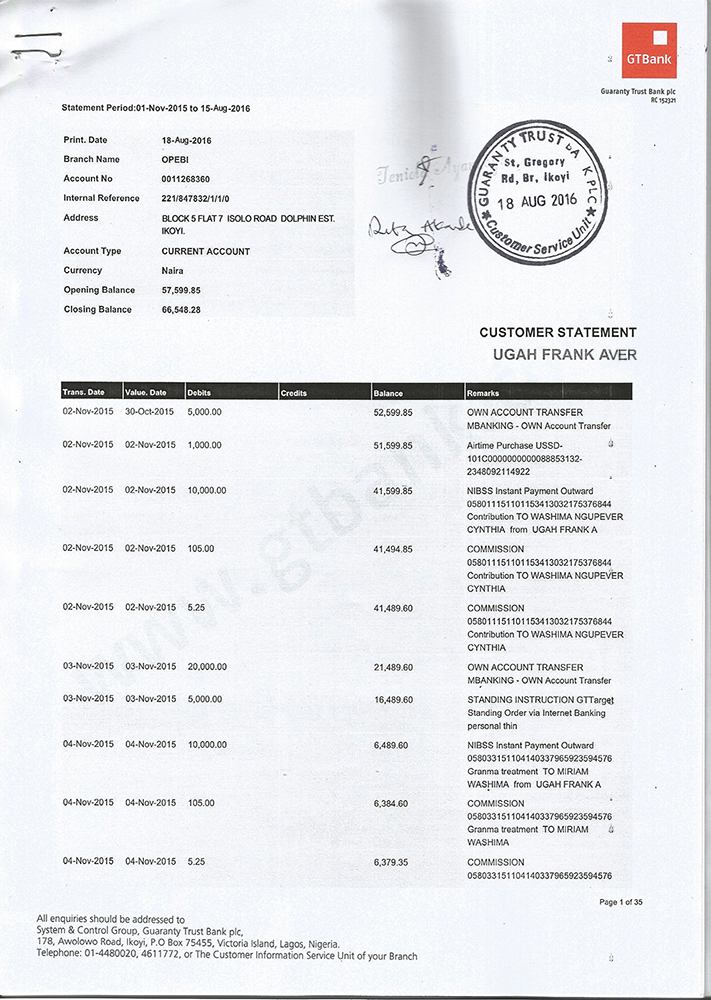 GTBank
Guaranty Trust Bank plc
RC 152321
Statement Period:01-Nov-2015 to 15-Aug-2016
Print. Date 18-Aug-2016
Branch Name OPEBI
Account No 0011268360
Internal Reference 221/847832/1/1/0
Address BLOCK 5 FLAT 7 ISOLO ROAD DOLPHIN EST.
IKOYI.
Account Type CURRENT ACCOUNT
Currency Naira
Opening Balance 57,599.85
Closing Balance 66,548.28
GUARANTY TRUST BANK PLC
St. Gregory
Rd, Br, Ikoyi
18 AUG 2016
Customer Service Unit
CUSTOMER STATEMENT
UGAH FRANK AVER
Trans. Date Value. Date Debits Credits Balance Remarks
02-Nov-2015 30-Oct-2015 5,000.00 52,599.85 OWN ACCOUNT TRANSFER
MBANKING - OWN Account Transfer
02-Nov-2015 02-Nov-2015 1,000.00 51,599.85 Airtime Purchase USSD-
101C0000000000088853132-
2348092114922
02-Nov-2015 02-Nov-2015 10,000.00 41,599.85 NIBSS Instant Payment Outward
058011151101153413032175376844
Contribution TO WASHIMA NGUPEVER
CYNTHIA from UGAH FRANK A
02-Nov-2015 02-Nov-2015 105.00 41,494.85 COMMISSION
058011151101153413032175376844
Contribution TO WASHIMA NGUPEVER
CYNTHIA
02-Nov-2015 02-Nov-2015 5.25 41,489.60 COMMISSION
058011151101153413032175376844
Contribution TO WASHIMA NGUPEVER
CYNTHIA
03-Nov-2015 03-Nov-2015 20,000.00 21,489.60 OWN ACCOUNT TRANSFER
MBANKING - OWN Account Transfer
03-Nov-2015 03-Nov-2015 5,000.00 16,489.60 STANDING INSTRUCTION GTTarget
Standing Order via Internet Banking
personal thin
04-Nov-2015 04-Nov-2015 10,000.00 6,489.60 NIBSS Instant Payment Outward
058033151104140337965923594576
Granma treatment TO MIRIAM
WASHIMA from UGAH FRANK A
04-Nov-2015 04-Nov-2015 105.00 6,384.60 COMMISSION
058033151104140337965923594576
Granma treatment TO MIRIAM
WASHIMA
04-Nov-2015 04-Nov-2015 5.25 6,379.35 COMMISSION
058033151104140337965923594576
Page 1 of 35
All enquiries should be addressed to
System & Control Group, Guaranty Trust Bank plc,
178, Awolowo Road, Ikoyi, P.O Box 75455, Victoria Island, Lagos, Nigeria.
Telephone: 01-4480020, 4611772, or The Customer Information Service Unit of your Branch